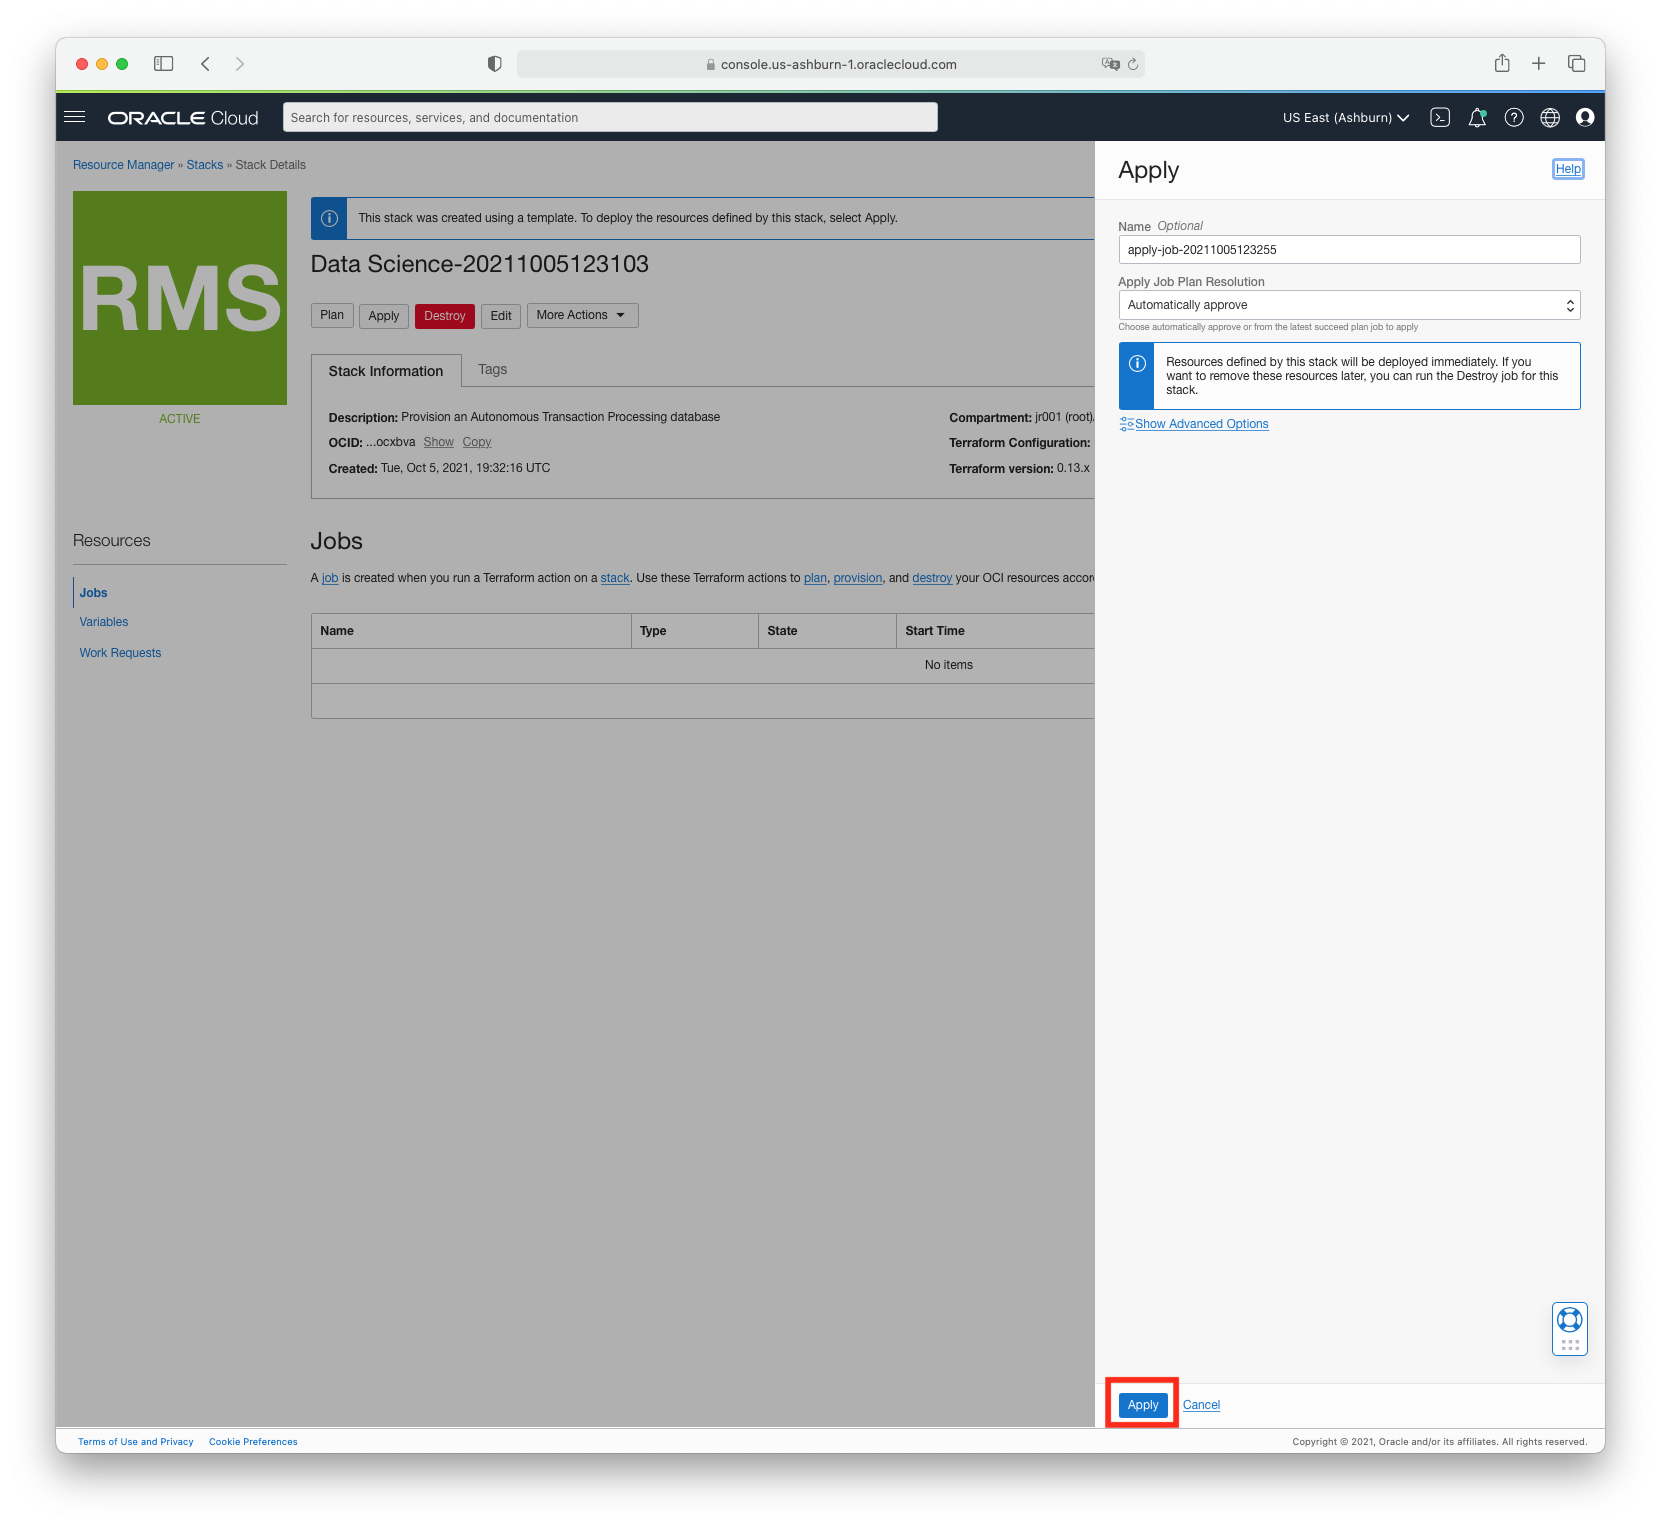 console.us-ashburn-1.oraclecloud.com
ORACLE Cloud
Search for resources, services, and documentation
US East (Ashburn)
Resource Manager » Stacks » Stack Details
RMS
ACTIVE
This stack was created using a template. To deploy the resources defined by this stack, select Apply.
Data Science-20211005123103
Plan Apply Destroy Edit More Actions
Stack Information Tags
Description: Provision an Autonomous Transaction Processing database
OCID: ...ocxbva Show Copy
Created: Tue, Oct 5, 2021, 19:32:16 UTC
Compartment: jr001 (root)/
Terraform Configuration:
Terraform version: 0.13.x
Resources
Jobs
Variables
Work Requests
Jobs
A job is created when you run a Terraform action on a stack. Use these Terraform actions to plan, provision, and destroy your OCI resources accor
Name Type State Start Time
No items
Apply
Help
Name Optional
apply-job-20211005123255
Apply Job Plan Resolution
Automatically approve
Choose automatically approve or from the latest succeed plan job to apply
Resources defined by this stack will be deployed immediately. If you
want to remove these resources later, you can run the Destroy job for this
stack.
Show Advanced Options
Apply Cancel
Terms of Use and Privacy Cookie Preferences
Copyright © 2021, Oracle and/or its affiliates. All rights reserved.